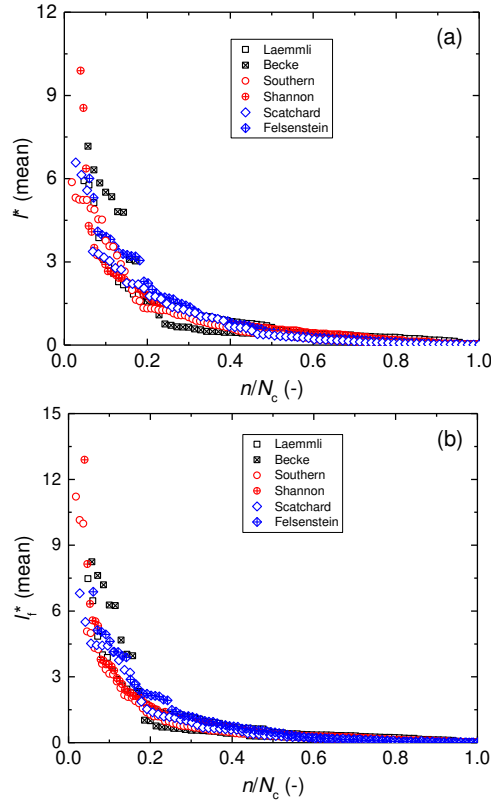 (a)
12
9
6
3
0
I* (mean)
Laemmli
Becke
Southern
Shannon
Scatchard
Felsenstein
0.0 0.2 0.4 0.6 0.8 1.0
n/Nc (-)
(b)
15
12
9
6
3
0
If* (mean)
Laemmli
Becke
Southern
Shannon
Scatchard
Felsenstein
0.0 0.2 0.4 0.6 0.8 1.0
n/Nc (-)